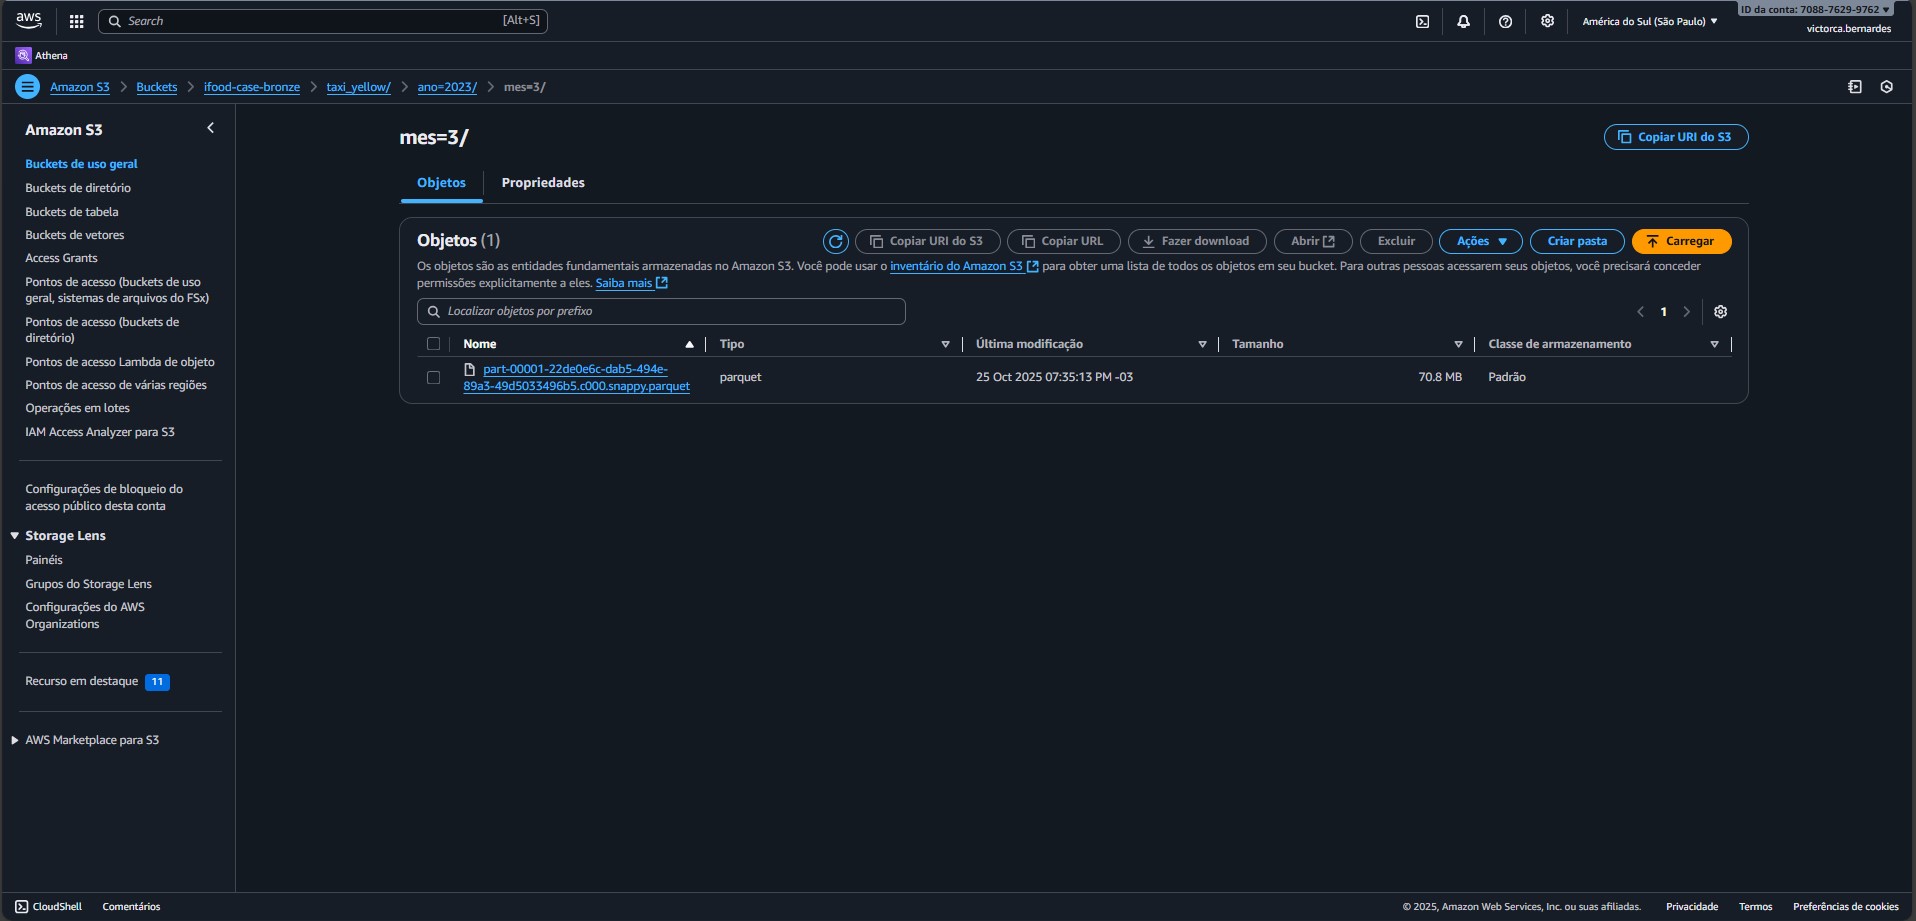 aws
Search
[Alt+S]
América do Sul (São Paulo)
ID da conta: 7088-7629-9762
victorca.bernardes
Athena
Amazon S3
Buckets
ifood-case-bronze
taxi_yellow/
ano=2023/
mes=3/
Amazon S3
Buckets de uso geral
Buckets de diretório
Buckets de tabela
Buckets de vetores
Access Grants
Pontos de acesso (buckets de uso
geral, sistemas de arquivos do FSx)
Pontos de acesso (buckets de
diretório)
Pontos de acesso Lambda de objeto
Pontos de acesso de várias regiões
Operações em lotes
IAM Access Analyzer para S3
Configurações de bloqueio do
acesso público desta conta
Storage Lens
Painéis
Grupos do Storage Lens
Configurações do AWS
Organizations
Recurso em destaque 11
AWS Marketplace para S3
mes=3/
Copiar URI do S3
Objetos
Propriedades
Objetos (1)
Copiar URI do S3
Copiar URL
Fazer download
Abrir
Excluir
Ações
Criar pasta
Carregar
Os objetos são as entidades fundamentais armazenadas no Amazon S3. Você pode usar o inventário do Amazon S3 para obter uma lista de todos os objetos em seu bucket. Para outras pessoas acessarem seus objetos, você precisará conceder
permissões explicitamente a eles. Saiba mais
Localizar objetos por prefixo
1
Nome
Tipo
Última modificação
Tamanho
Classe de armazenamento
part-00001-22de0e6c-dab5-494e-
89a3-49d5033496b5.c000.snappy.parquet
parquet
25 Oct 2025 07:35:13 PM -03
70.8 MB
Padrão
CloudShell
Comentários
© 2025, Amazon Web Services, Inc. ou suas afiliadas.
Privacidade
Termos
Preferências de cookies